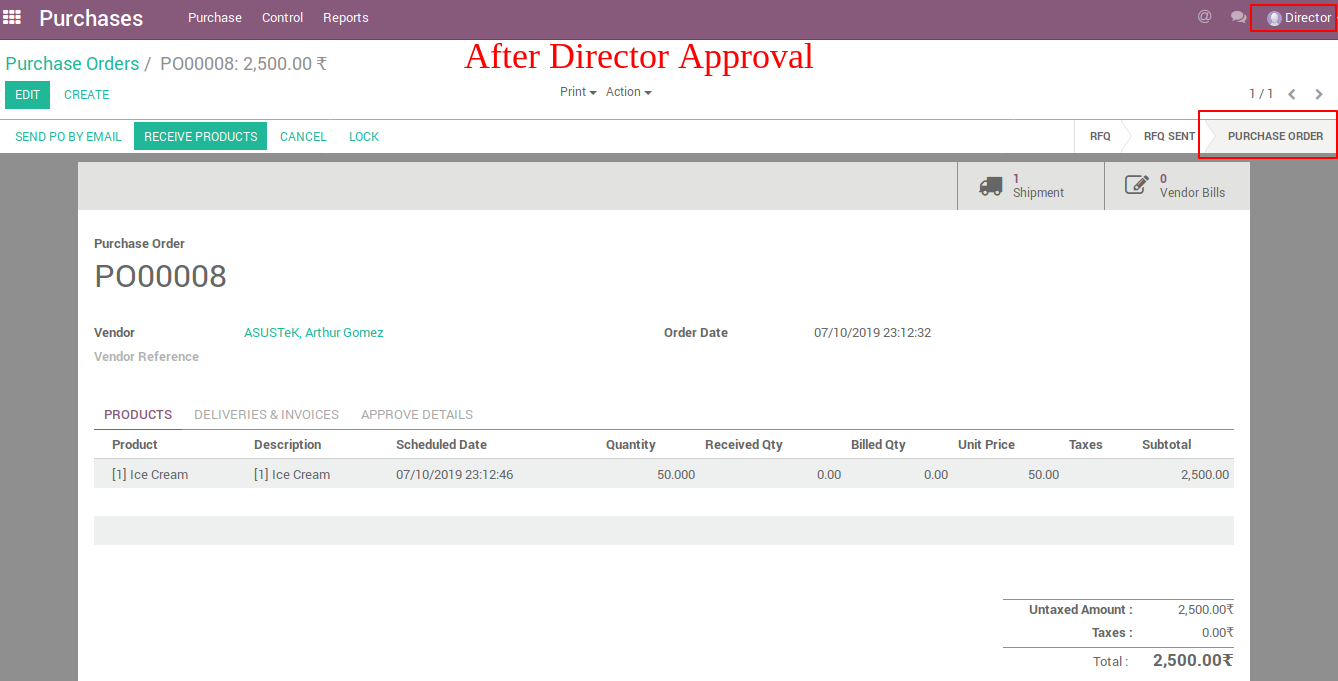 Purchases Purchase Control Reports @ Director
After Director Approval
Purchase Orders / PO00008: 2,500.00 ₹
EDIT CREATE Print Action 1 / 1
SEND PO BY EMAIL RECEIVE PRODUCTS CANCEL LOCK RFQ RFQ SENT PURCHASE ORDER
1 Shipment 0 Vendor Bills
Purchase Order
PO00008
Vendor ASUSTeK, Arthur Gomez Order Date 07/10/2019 23:12:32
Vendor Reference
PRODUCTS DELIVERIES & INVOICES APPROVE DETAILS
Product Description Scheduled Date Quantity Received Qty Billed Qty Unit Price Taxes Subtotal
[1] Ice Cream [1] Ice Cream 07/10/2019 23:12:46 50.000 0.00 0.00 50.00 2,500.00
Untaxed Amount : 2,500.00₹
Taxes : 0.00₹
Total : 2,500.00₹